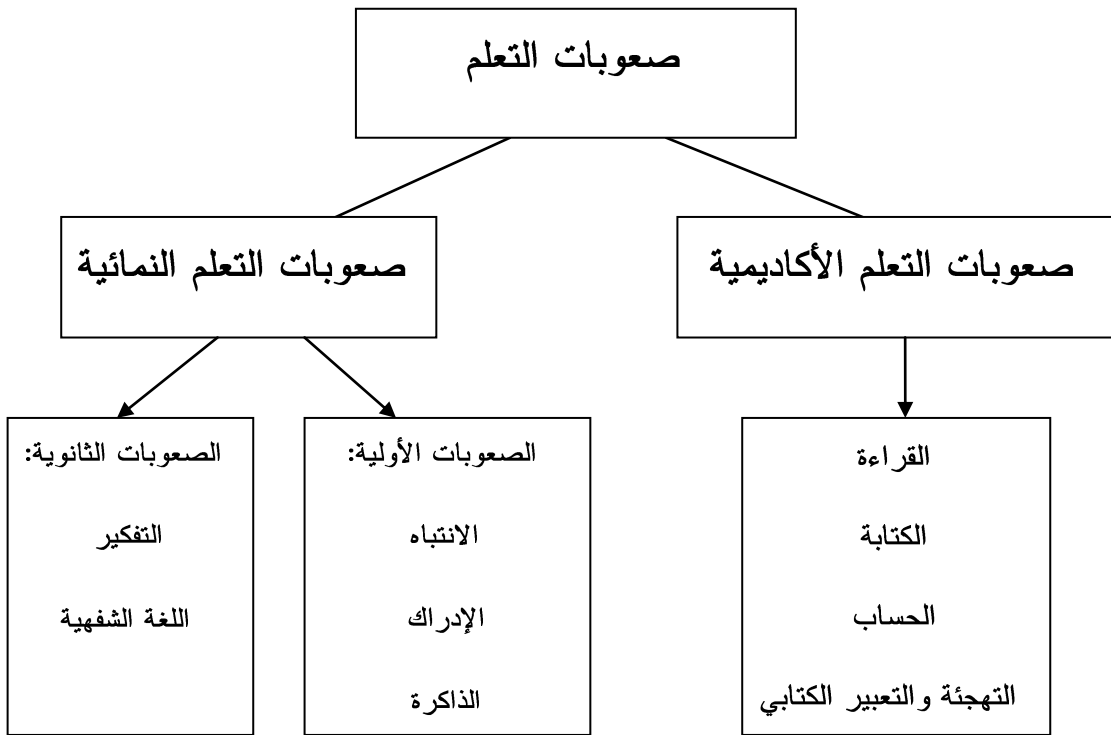 صعوبات التعلم
صعوبات التعلم الأكاديمية
صعوبات التعلم النمائية
القراءة
الكتابة
الحساب
التهجئة والتعبير الكتابي
الصعوبات الأولية:
الانتباه
الإدراك
الذاكرة
الصعوبات الثانوية:
التفكير
اللغة الشفهية